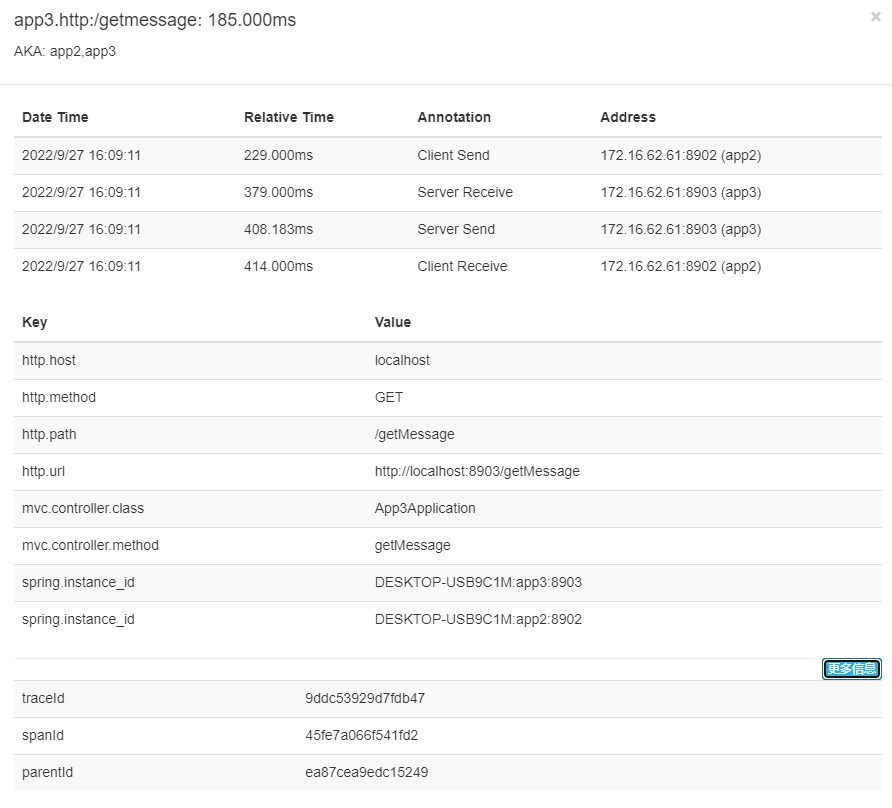 app3.http:/getmessage: 185.000ms ×
AKA: app2,app3
Date Time Relative Time Annotation Address
2022/9/27 16:09:11 229.000ms Client Send 172.16.62.61:8902 (app2)
2022/9/27 16:09:11 379.000ms Server Receive 172.16.62.61:8903 (app3)
2022/9/27 16:09:11 408.183ms Server Send 172.16.62.61:8903 (app3)
2022/9/27 16:09:11 414.000ms Client Receive 172.16.62.61:8902 (app2)
Key Value
http.host localhost
http.method GET
http.path /getMessage
http.url http://localhost:8903/getMessage
mvc.controller.class App3Application
mvc.controller.method getMessage
spring.instance_id DESKTOP-USB9C1M:app3:8903
spring.instance_id DESKTOP-USB9C1M:app2:8902
更多信息
traceId 9ddc53929d7fdb47
spanId 45fe7a066f541fd2
parentId ea87cea9edc15249